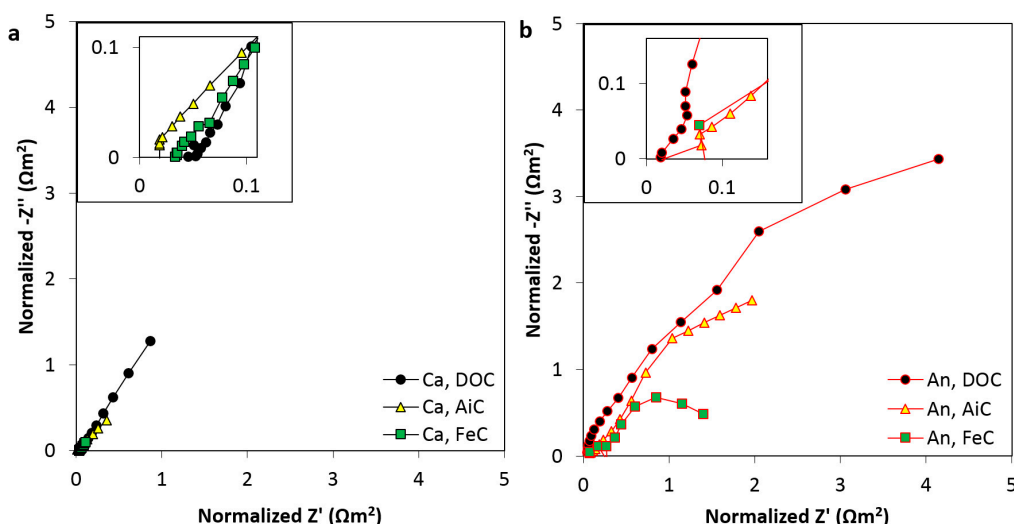 a
5
4
3
2
1
0
0
1
2
3
4
5
Normalized -Z'' (Ωm²)
Normalized Z' (Ωm²)
0.1
0
0
0.1
Ca, DOC
Ca, AiC
Ca, FeC
b
5
4
3
2
1
0
0
1
2
3
4
5
Normalized -Z'' (Ωm²)
Normalized Z' (Ωm²)
0.1
0
0
0.1
An, DOC
An, AiC
An, FeC